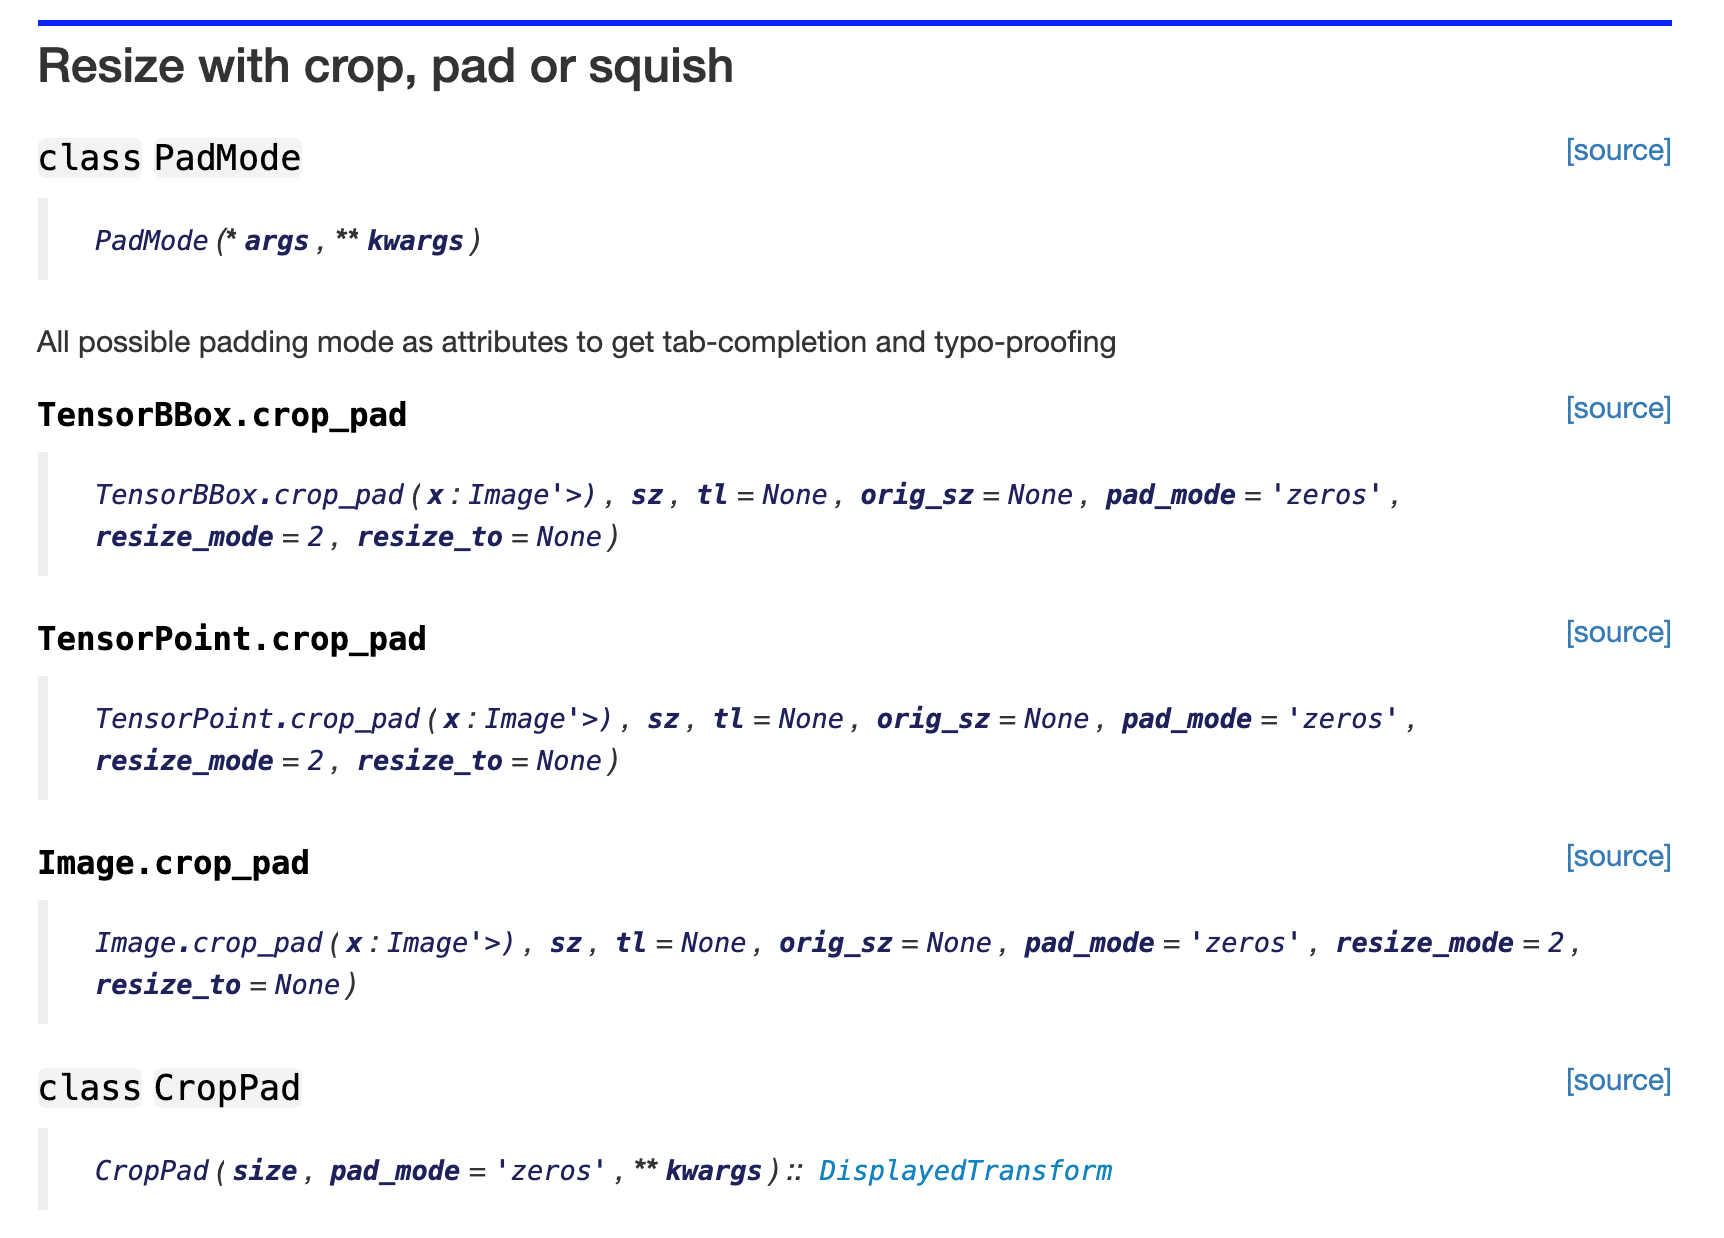 Resize with crop, pad or squish
class PadMode [source]
PadMode(*args, **kwargs)
All possible padding mode as attributes to get tab-completion and typo-proofing
TensorBBox.crop_pad [source]
TensorBBox.crop_pad(x:Image'>), sz, tl=None, orig_sz=None, pad_mode='zeros',
resize_mode=2, resize_to=None)
TensorPoint.crop_pad [source]
TensorPoint.crop_pad(x:Image'>), sz, tl=None, orig_sz=None, pad_mode='zeros',
resize_mode=2, resize_to=None)
Image.crop_pad [source]
Image.crop_pad(x:Image'>), sz, tl=None, orig_sz=None, pad_mode='zeros', resize_mode=2,
resize_to=None)
class CropPad [source]
CropPad(size, pad_mode='zeros', **kwargs) :: DisplayedTransform